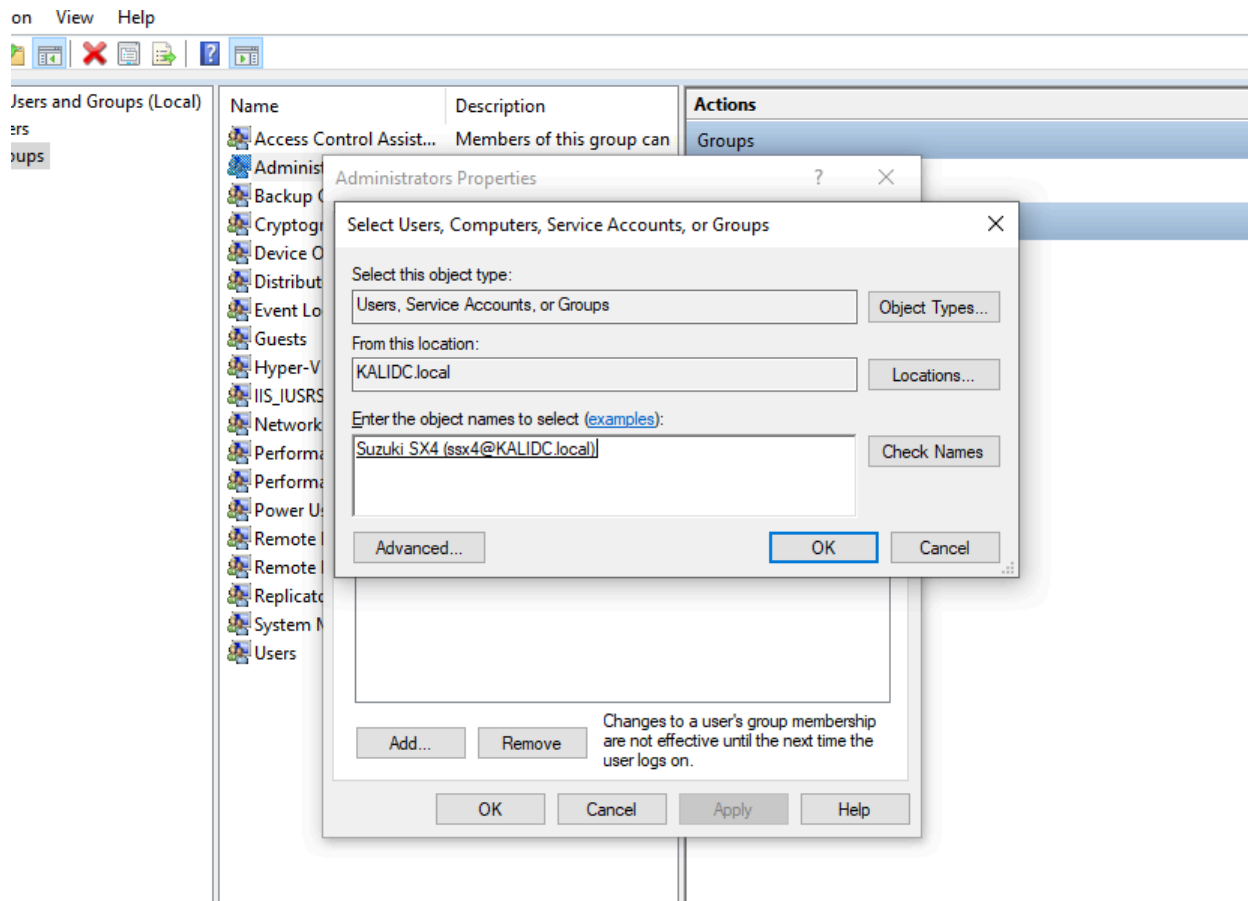 on View Help
Users and Groups (Local)
ers
oups
Name Description
Access Control Assist... Members of this group can
Administ
Backup
Cryptogr
Device O
Distribut
Event Lo
Guests
Hyper-V
IIS_IUSRS
Network
Performa
Performa
Power Us
Remote
Remote
Replicato
System M
Users
Actions
Groups
Administrators Properties ?
Select Users, Computers, Service Accounts, or Groups
Select this object type:
Users, Service Accounts, or Groups Object Types...
From this location:
KALIDC.local Locations...
Enter the object names to select (examples):
Suzuki SX4 (ssx4@KALIDC.local) Check Names
Advanced... OK Cancel
Changes to a user's group membership
are not effective until the next time the
user logs on.
Add... Remove
OK Cancel Apply Help